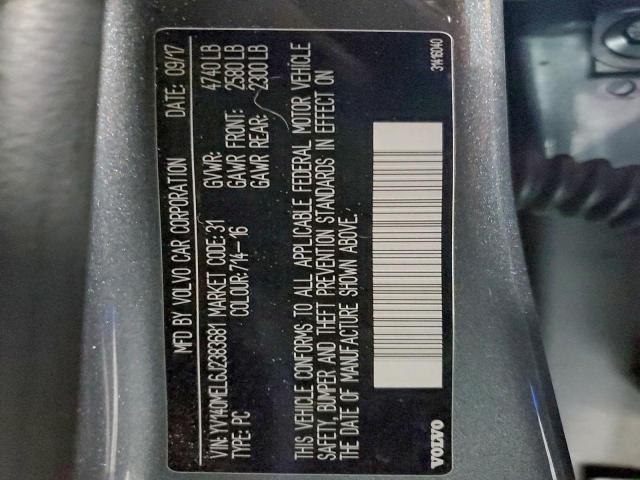 MFD BY VOLVO CAR CORPORATION DATE: 09/17
VIN: YV140MELGJ2383681 MARKET CODE: 31 GVWR: 4740 LB
TYPE: PC COLOUR: 714-16 GAWR FRONT: 2580 LB
GAWR REAR: 2300 LB
THIS VEHICLE CONFORMS TO ALL APPLICABLE FEDERAL MOTOR VEHICLE
SAFETY, BUMPER AND THEFT PREVENTION STANDARDS IN EFFECT ON
THE DATE OF MANUFACTURE SHOWN ABOVE.
VOLVO 31416040